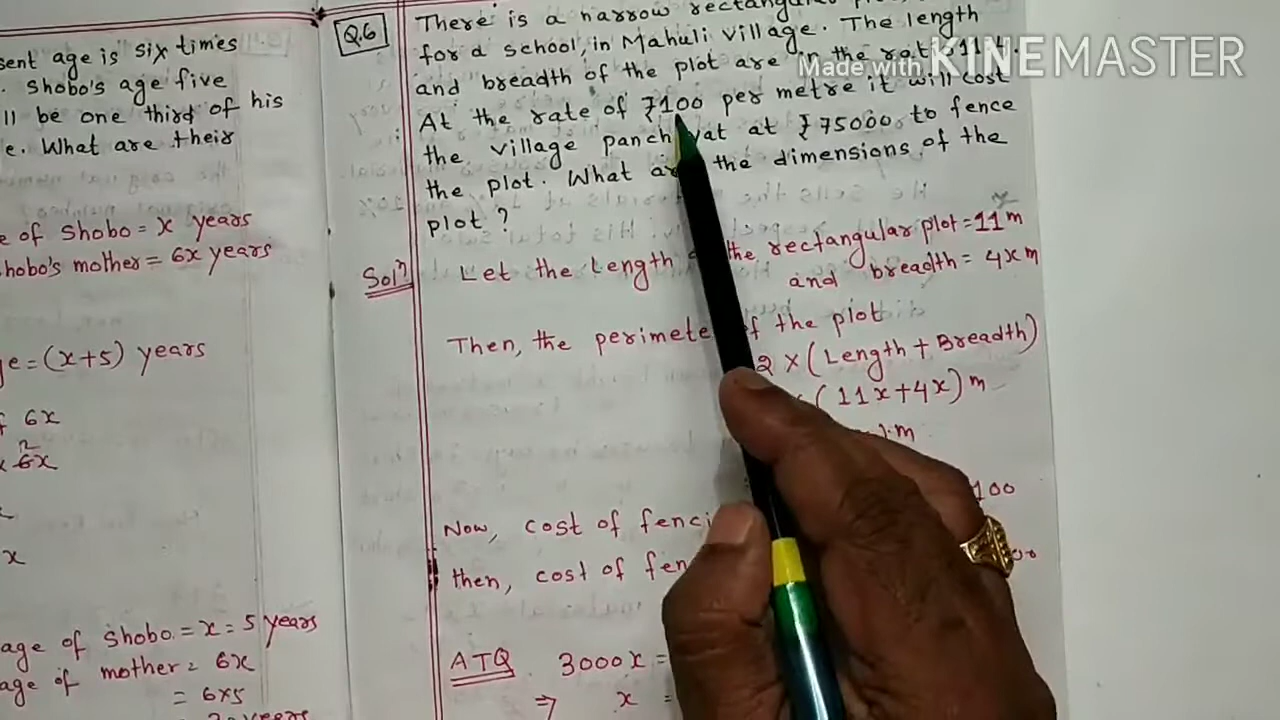 sent age is six times
. shobo's age five
ll be one third of his
e. What are their
e of Shobo = x years
hobo's mother = 6x years
ge = (x+5) years
6x
2
6x
x
age of Shobo = x = 5 years
age of mother = 6x
= 6x5
Q.6
There is a narrow rectangular
for a school, in Mahuli village. The length
and breadth of the plot are in the 11:4.
At the rate of ₹100 per metre it will cost
the village panchyat at ₹75000 to fence
the plot. What are the dimensions of the
plot?
Solⁿ
Let the Length the rectangular plot = 11 m
x
and breadth = 4x m
Then, the perimete of the plot
2 × (Length + Breadth)
(11x+4x) m
m
Now, cost of fenci 100
then, cost of fen
ATQ 3000x =
⇒ x =
Made with KINEMASTER